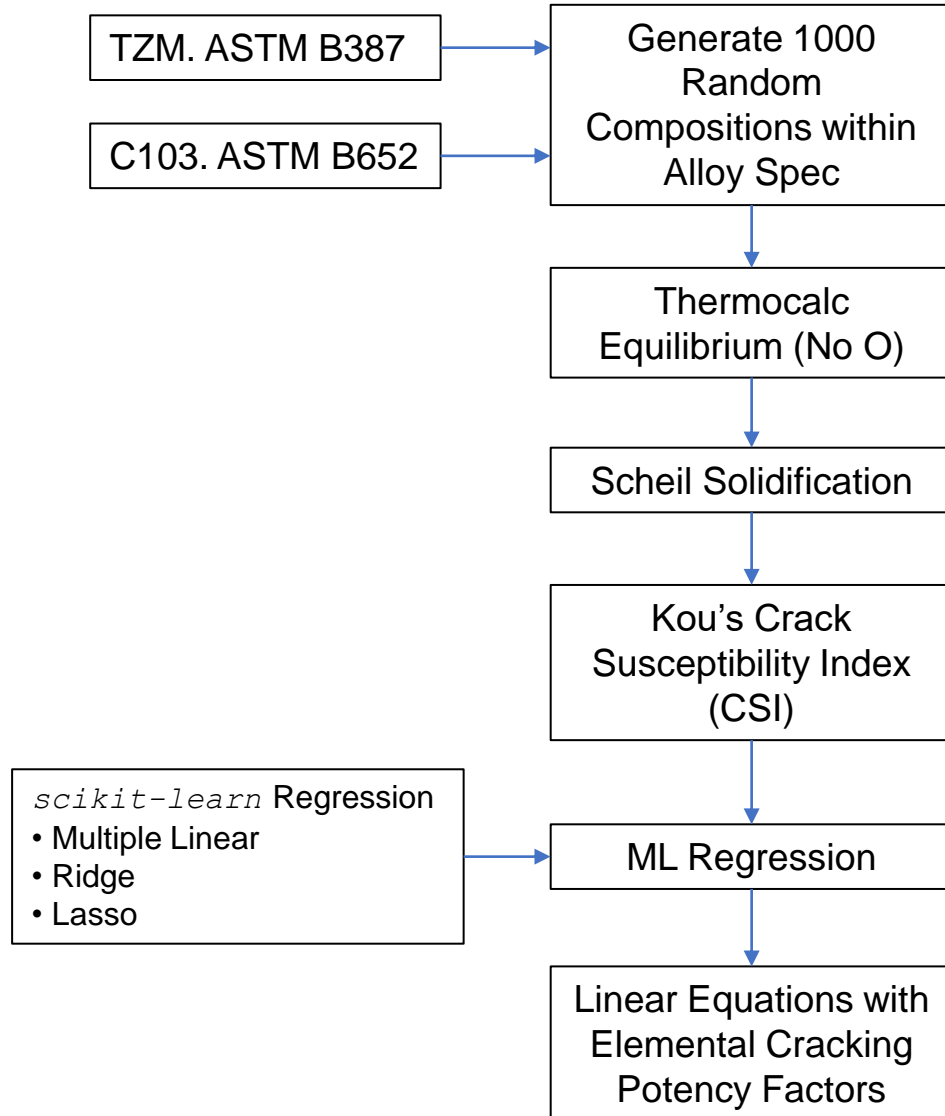 TZM. ASTM B387
C103. ASTM B652
Generate 1000
Random
Compositions within
Alloy Spec
Thermocalc
Equilibrium (No O)
Scheil Solidification
Kou’s Crack
Susceptibility Index
(CSI)
scikit-learn Regression
• Multiple Linear
• Ridge
• Lasso
ML Regression
Linear Equations with
Elemental Cracking
Potency Factors